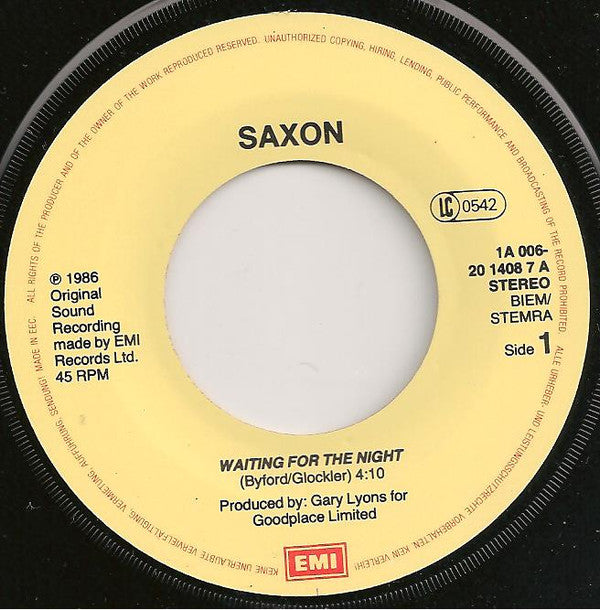 ALL RIGHTS OF THE PRODUCER AND OF THE OWNER OF THE WORK REPRODUCED RESERVED. UNAUTHORIZED COPYING, HIRING, LENDING, PUBLIC PERFORMANCE AND BROADCASTING OF THE RECORD PROHIBITED. ALLE URHEBER- UND LEISTUNGSSCHUTZRECHTE VORBEHALTEN. KEIN VERLEIH! KEINE UNERLAUBTE VERVIELFÄLTIGUNG, VERMIETUNG, AUFFÜHRUNG, SENDUNG! MADE IN EEC.
SAXON
LC 0542
1A 006-
20 1408 7 A
STEREO
BIEM/
STEMRA
Side 1
℗ 1986
Original
Sound
Recording
made by EMI
Records Ltd.
45 RPM
WAITING FOR THE NIGHT
(Byford/Glockler) 4:10
Produced by: Gary Lyons for
Goodplace Limited
EMI